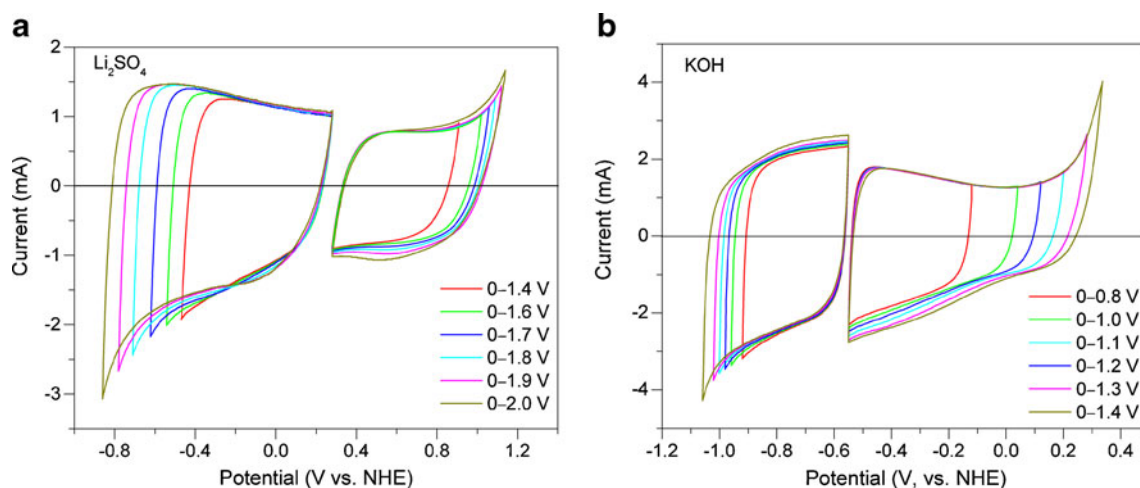 a
Li₂SO₄
2
1
0
-1
-2
-3
Current (mA)
0–1.4 V
0–1.6 V
0–1.7 V
0–1.8 V
0–1.9 V
0–2.0 V
-0.8 -0.4 0.0 0.4 0.8 1.2
Potential (V vs. NHE)
b
KOH
4
2
0
-2
-4
Current (mA)
0–0.8 V
0–1.0 V
0–1.1 V
0–1.2 V
0–1.3 V
0–1.4 V
-1.2 -1.0 -0.8 -0.6 -0.4 -0.2 0.0 0.2 0.4
Potential (V, vs. NHE)